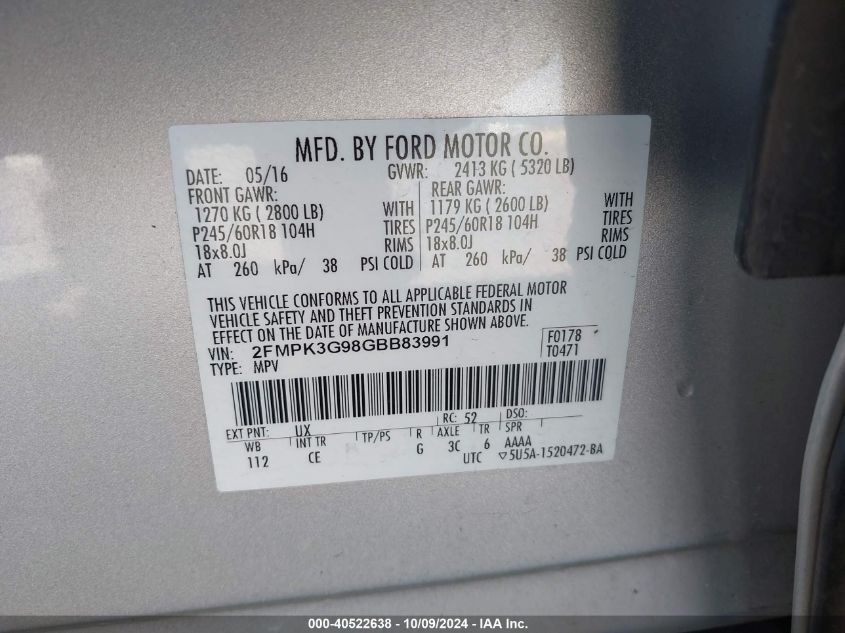 MFD. BY FORD MOTOR CO.
DATE: 05/16 GVWR: 2413 KG ( 5320 LB)
FRONT GAWR: REAR GAWR:
1270 KG ( 2800 LB) WITH 1179 KG ( 2600 LB) WITH
P245/60R18 104H TIRES P245/60R18 104H TIRES
18x8.0J RIMS 18x8.0J RIMS
AT 260 kPa/ 38 PSI COLD AT 260 kPa/ 38 PSI COLD
THIS VEHICLE CONFORMS TO ALL APPLICABLE FEDERAL MOTOR
VEHICLE SAFETY AND THEFT PREVENTION STANDARDS IN
EFFECT ON THE DATE OF MANUFACTURE SHOWN ABOVE.
VIN: 2FMPK3G98GBB83991 F0178
TYPE: MPV T0471
EXT PNT: UX RC: 52 DSO:
WB INT TR TP/PS R AXLE TR SPR
112 CE G 3C 6 AAAA
UTC ▽5U5A-1520472-BA
000-40522638 - 10/09/2024 - IAA Inc.